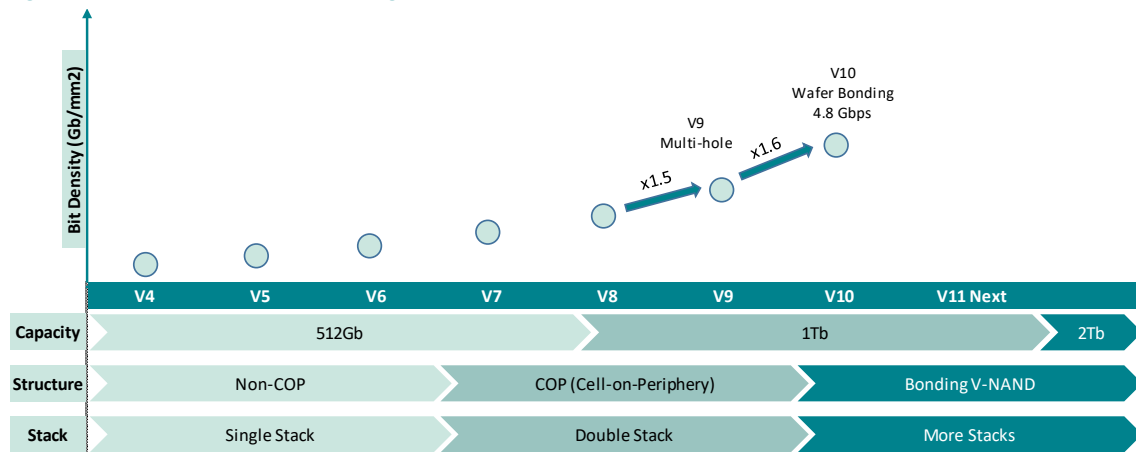 Bit Density (Gb/mm2)
V10
Wafer Bonding
4.8 Gbps
V9
Multi-hole
x1.5
x1.6
V4 V5 V6 V7 V8 V9 V10 V11 Next
Capacity 512Gb 1Tb 2Tb
Structure Non-COP COP (Cell-on-Periphery) Bonding V-NAND
Stack Single Stack Double Stack More Stacks